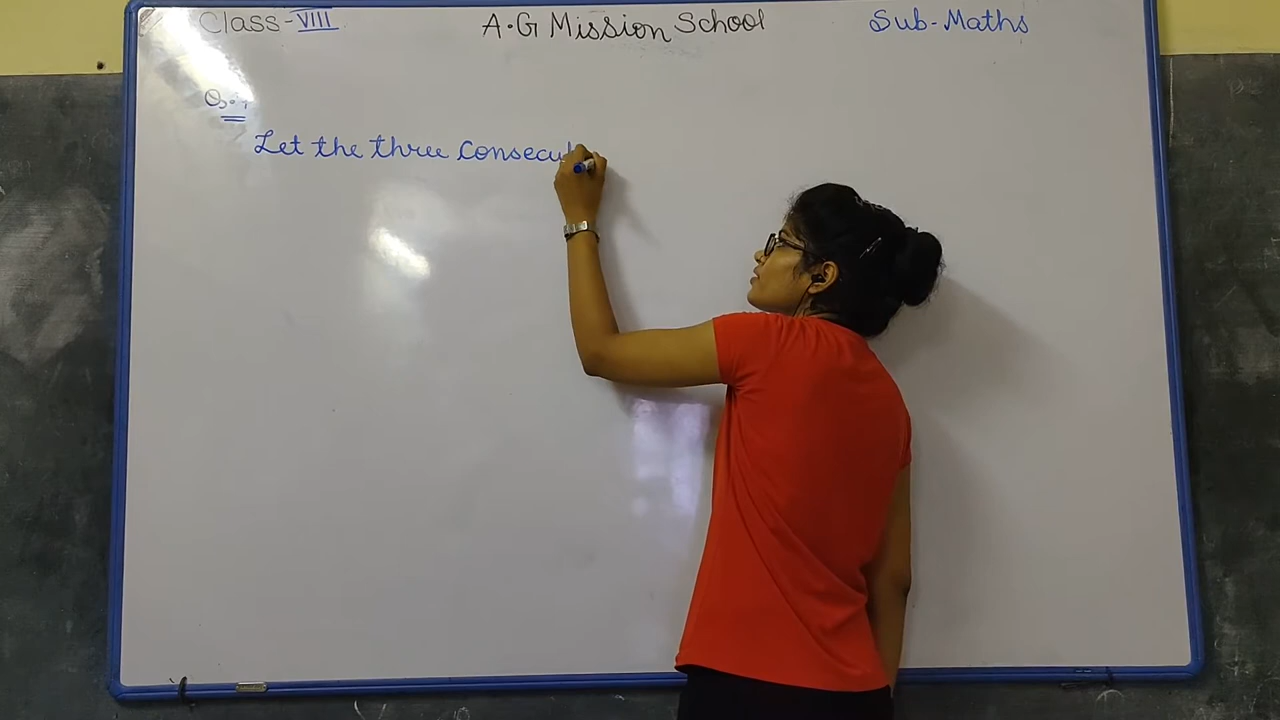 Class-VIII A.G Mission School Sub-Maths
Let the three consecu